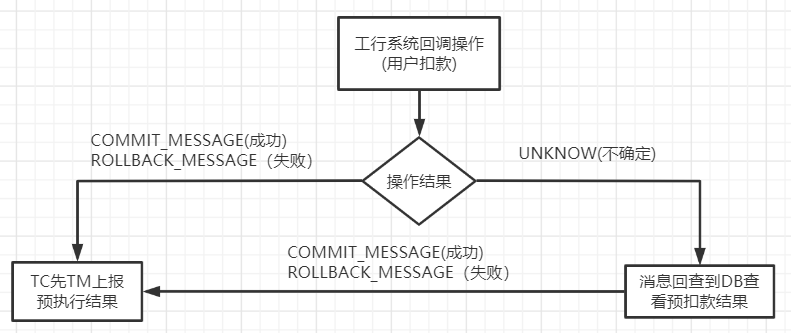 工行系统回调操作
(用户扣款)
COMMIT_MESSAGE(成功)
ROLLBACK_MESSAGE（失败）
UNKNOW(不确定)
操作结果
COMMIT_MESSAGE(成功)
ROLLBACK_MESSAGE（失败）
TC先TM上报
预执行结果
消息回查到DB查
看预扣款结果